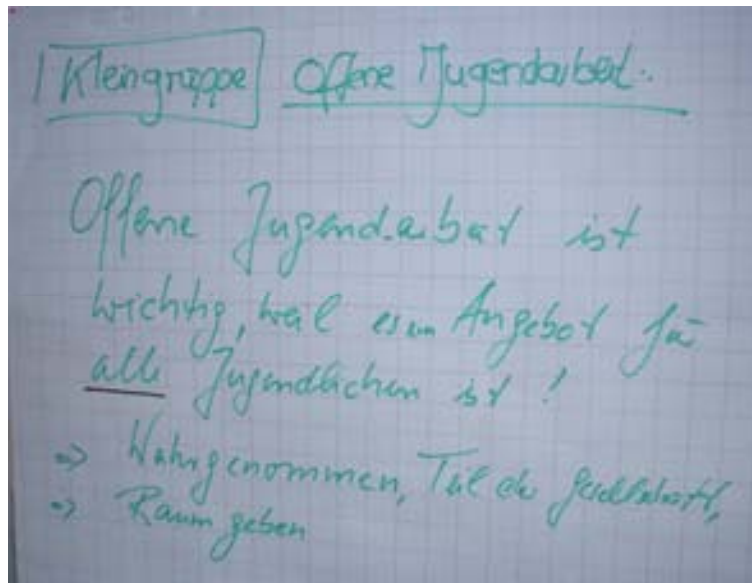 Kleingruppe Offene Jugendarbeit.
Offene Jugendarbeit ist
wichtig, weil es ein Angebot für
alle Jugendlichen ist!
=> Wahrgenommen, Teil der Gesellschaft,
=> Raum geben